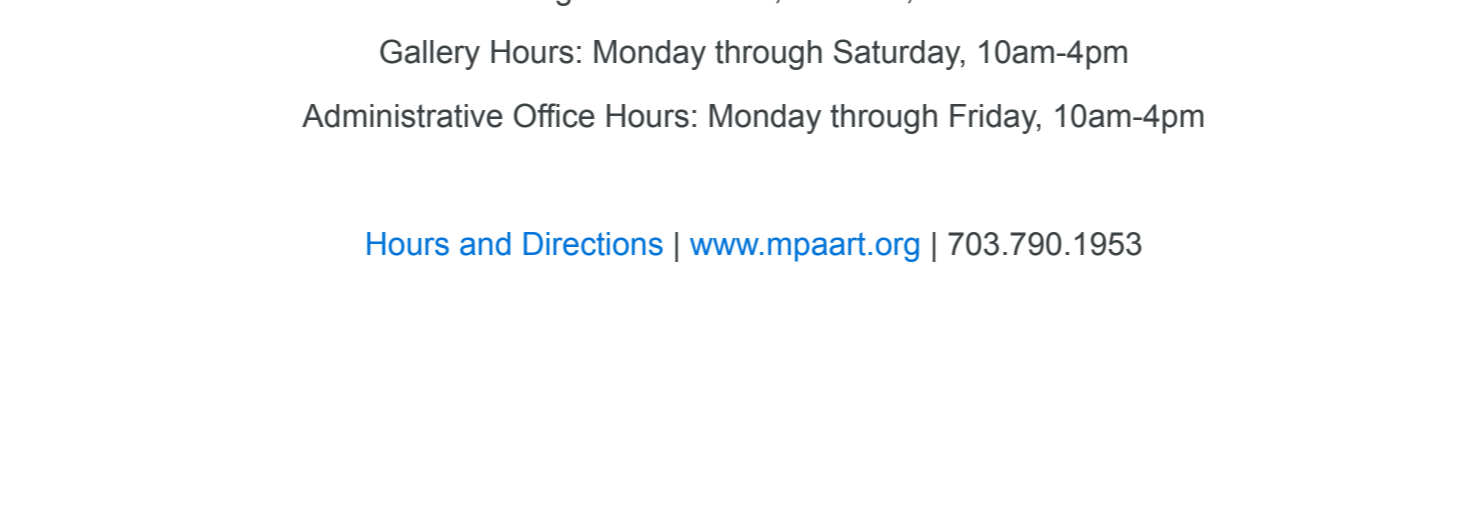 Gallery Hours: Monday through Saturday, 10am-4pm
Administrative Office Hours: Monday through Friday, 10am-4pm
Hours and Directions | www.mpaart.org | 703.790.1953